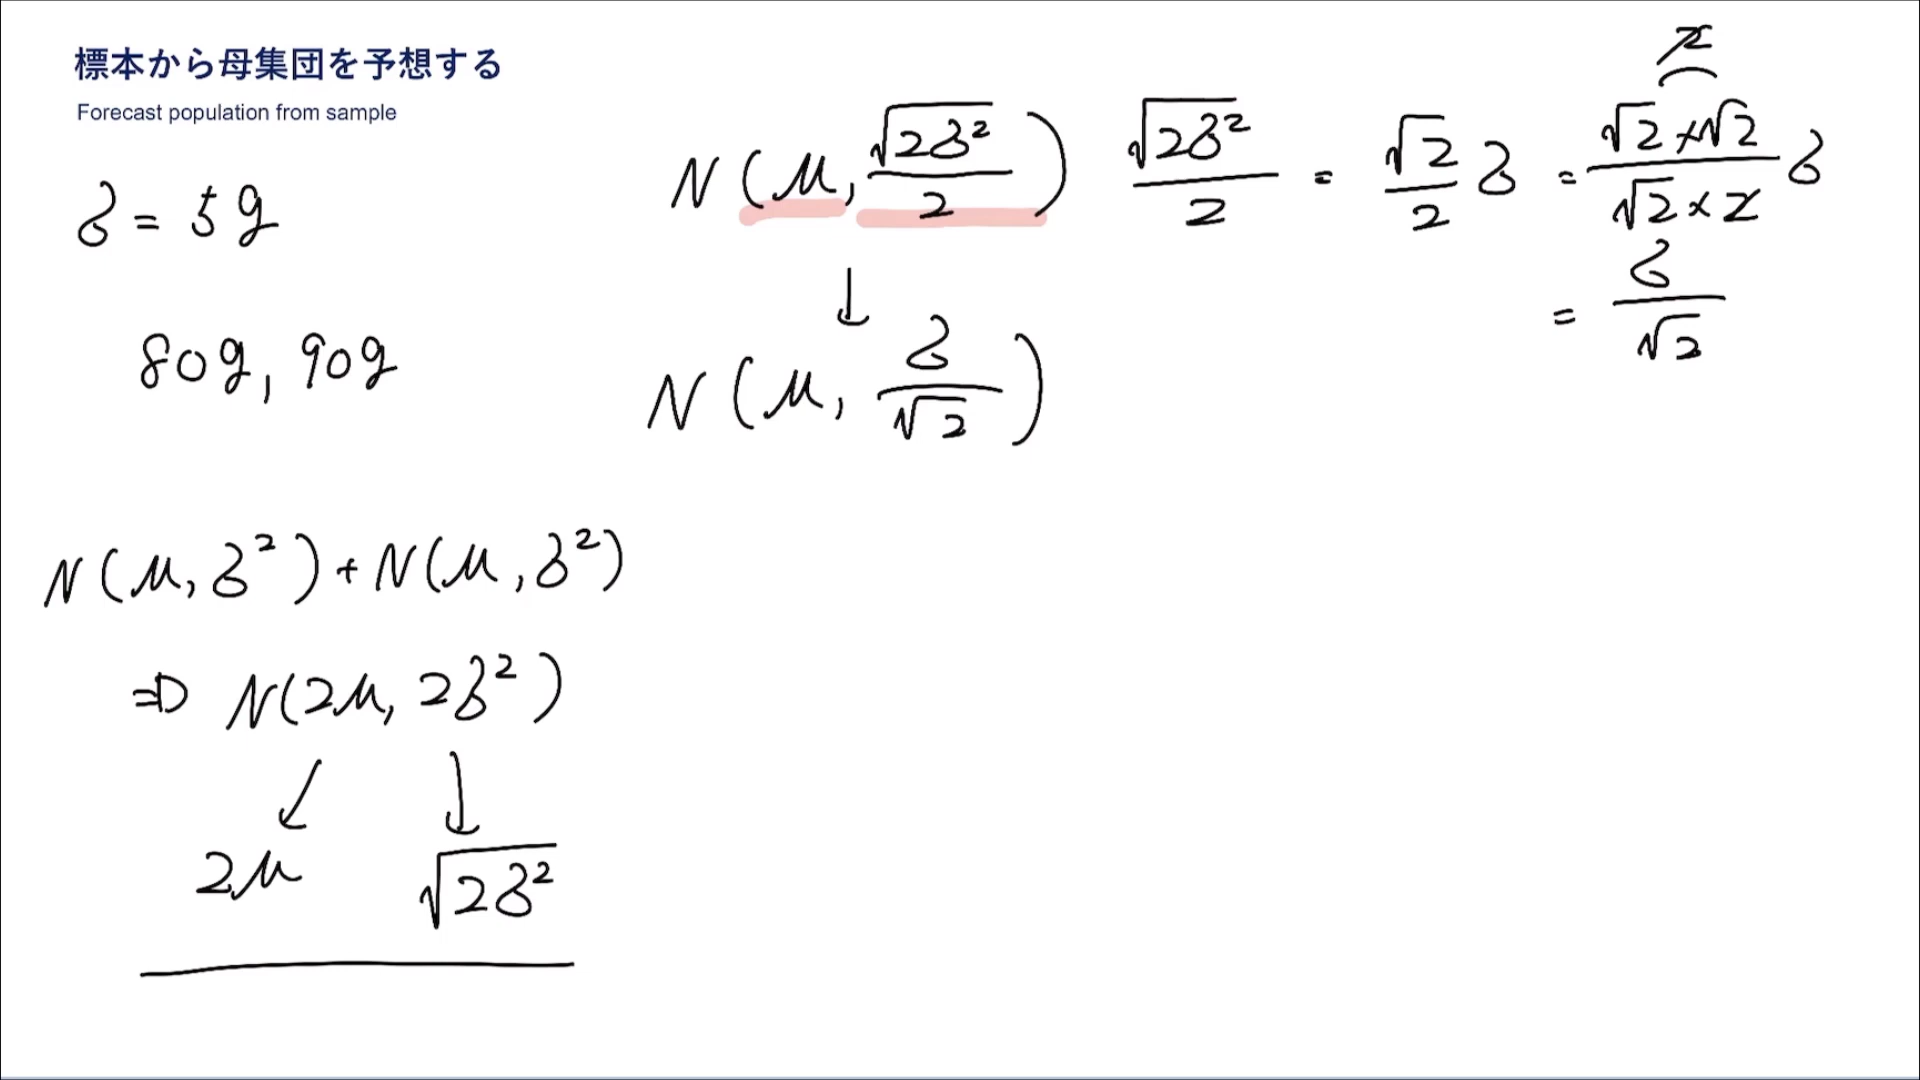 標本から母集団を予想する
Forecast population from sample
σ = 5g
80g, 90g
N(μ, σ²) + N(μ, σ²)
⇒ N(2μ, 2σ²)
↙ ↓
2μ √2σ²
N(μ, √2σ²/2)
↓
N(μ, σ/√2)
√2σ²/2 = √2/2 σ = √2×√2/√2×2 σ
2
= σ/√2